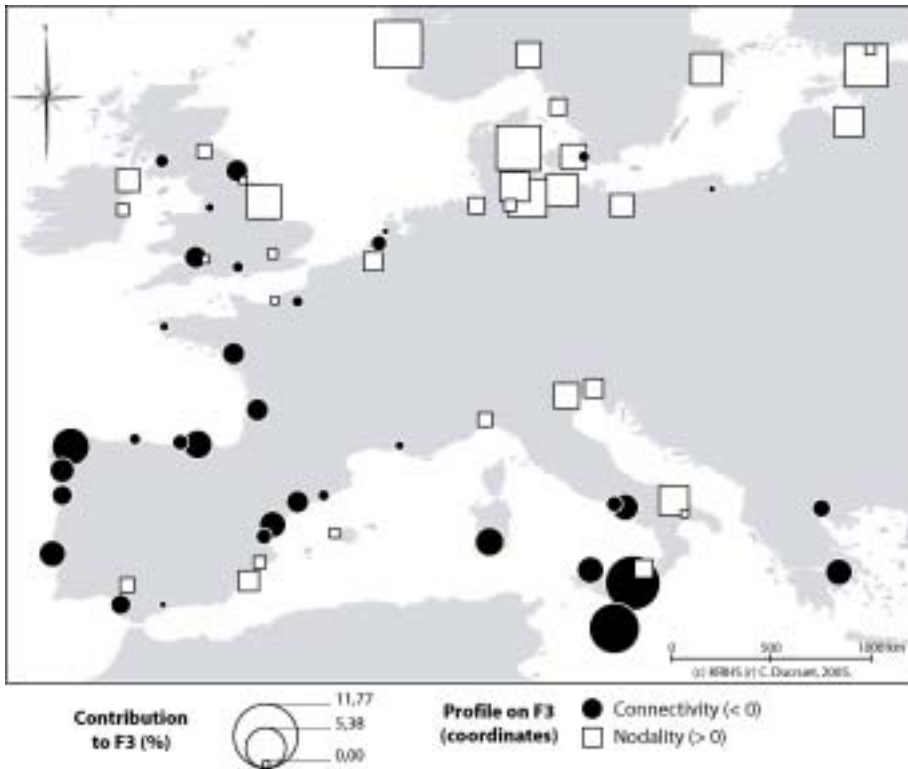 0 500 1000 km
(c) KRIHS (r) C. Ducruet, 2005.
Contribution
to F3 (%)
11,77
5,38
0,00
Profile on F3
(coordinates)
Connectivity (< 0)
Nodality (> 0)